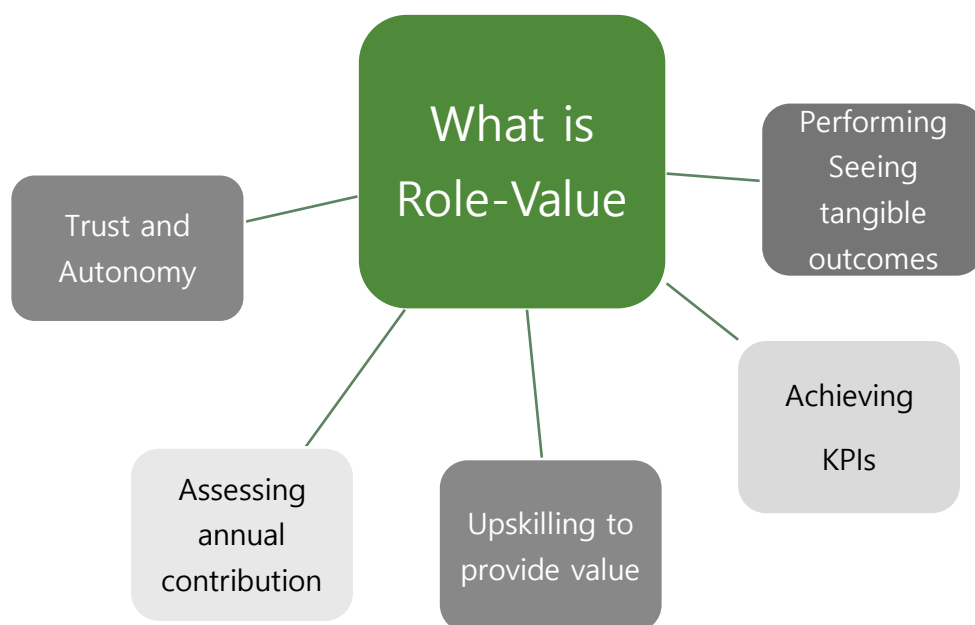 What is
Role-Value
Performing
Seeing
tangible
outcomes
Trust and
Autonomy
Achieving
KPIs
Assessing
annual
contribution
Upskilling to
provide value